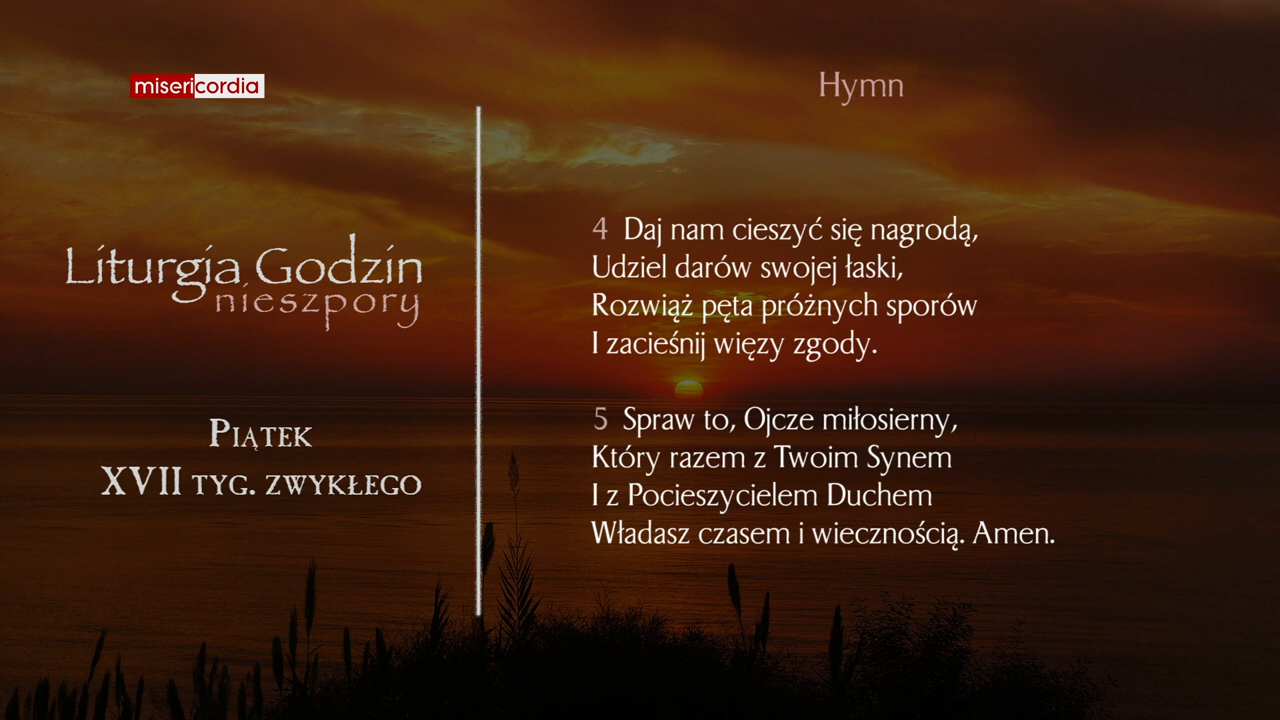 misericordia
Liturgia Godzin
nieszpory
Piątek
XVII tyg. zwykłego
Hymn
4 Daj nam cieszyć się nagrodą,
Udziel darów swojej łaski,
Rozwiąż pęta próżnych sporów
I zacieśnij więzy zgody.
5 Spraw to, Ojcze miłosierny,
Który razem z Twoim Synem
I z Pocieszycielem Duchem
Władasz czasem i wiecznością. Amen.